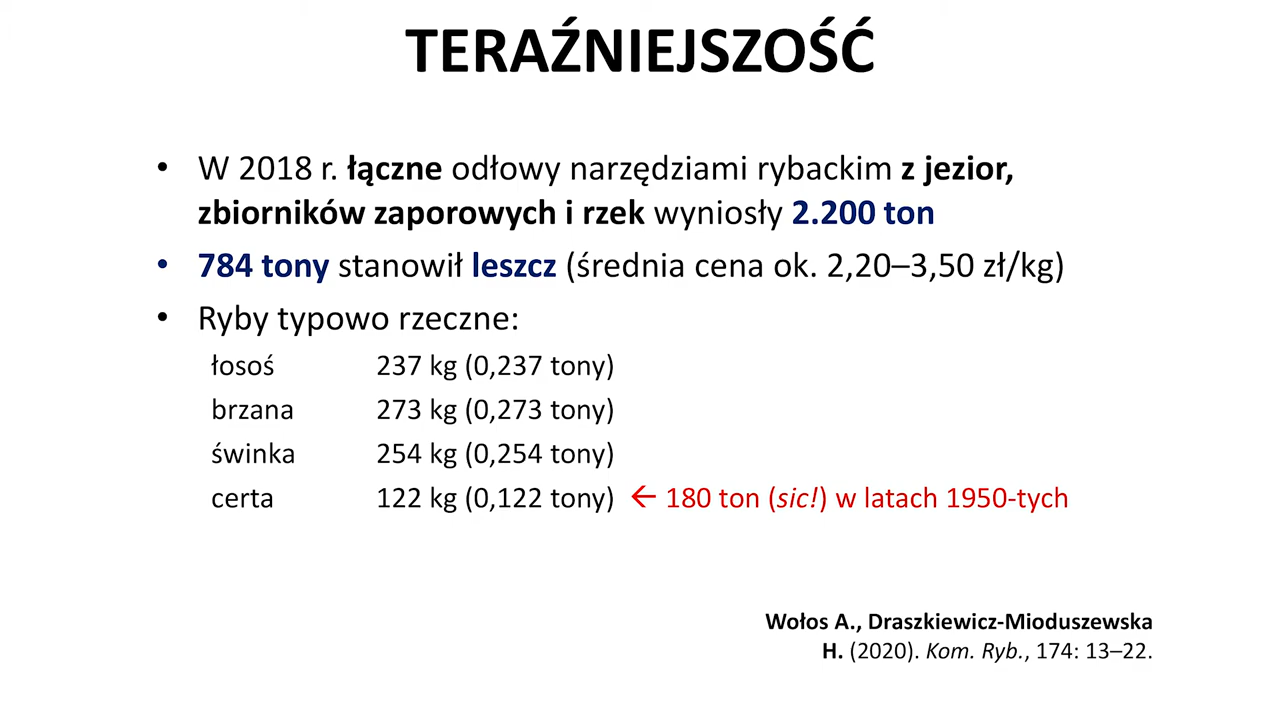 TERAŹNIEJSZOŚĆ
• W 2018 r. łączne odłowy narzędziami rybackim z jezior,
zbiorników zaporowych i rzek wyniosły 2.200 ton
• 784 tony stanowił leszcz (średnia cena ok. 2,20–3,50 zł/kg)
• Ryby typowo rzeczne:
łosoś 237 kg (0,237 tony)
brzana 273 kg (0,273 tony)
świnka 254 kg (0,254 tony)
certa 122 kg (0,122 tony) ← 180 ton (sic!) w latach 1950-tych
Wołos A., Draszkiewicz-Mioduszewska
H. (2020). Kom. Ryb., 174: 13–22.